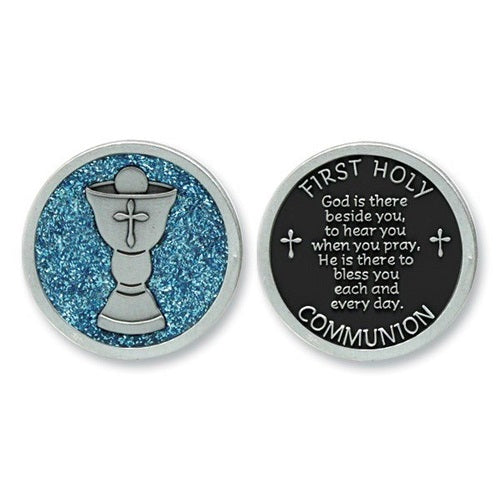 FIRST HOLY
God is there
beside you,
to hear you
when you pray,
He is there to
bless you
each and
every day.
COMMUNION